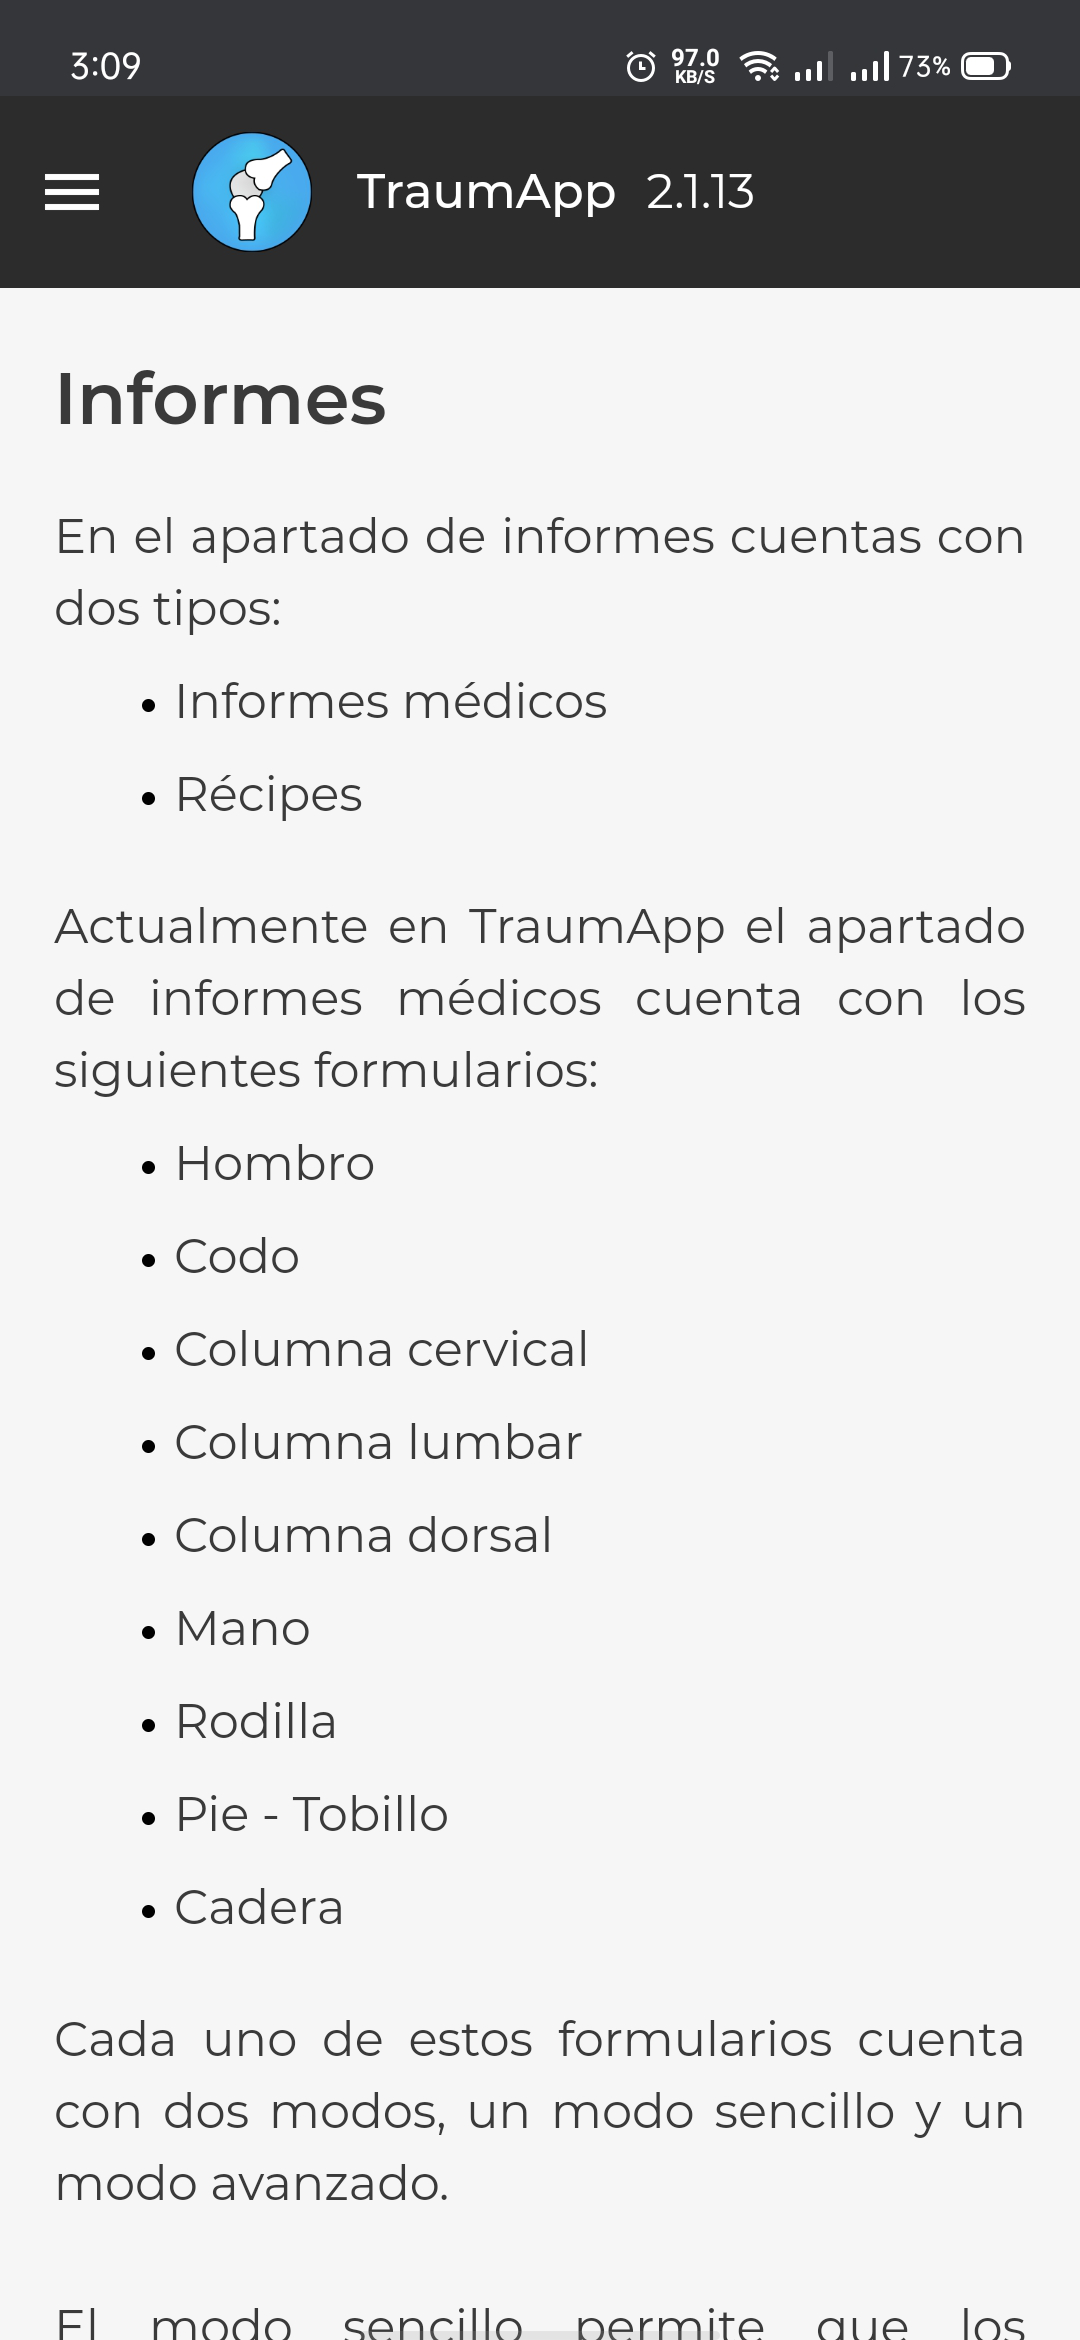 3:09
97.0
KB/S
73%
TraumApp 2.1.13
Informes
En el apartado de informes cuentas con
dos tipos:
• Informes médicos
• Récipes
Actualmente en TraumApp el apartado
de informes médicos cuenta con los
siguientes formularios:
• Hombro
• Codo
• Columna cervical
• Columna lumbar
• Columna dorsal
• Mano
• Rodilla
• Pie - Tobillo
• Cadera
Cada uno de estos formularios cuenta
con dos modos, un modo sencillo y un
modo avanzado.
El modo sencillo permite que los